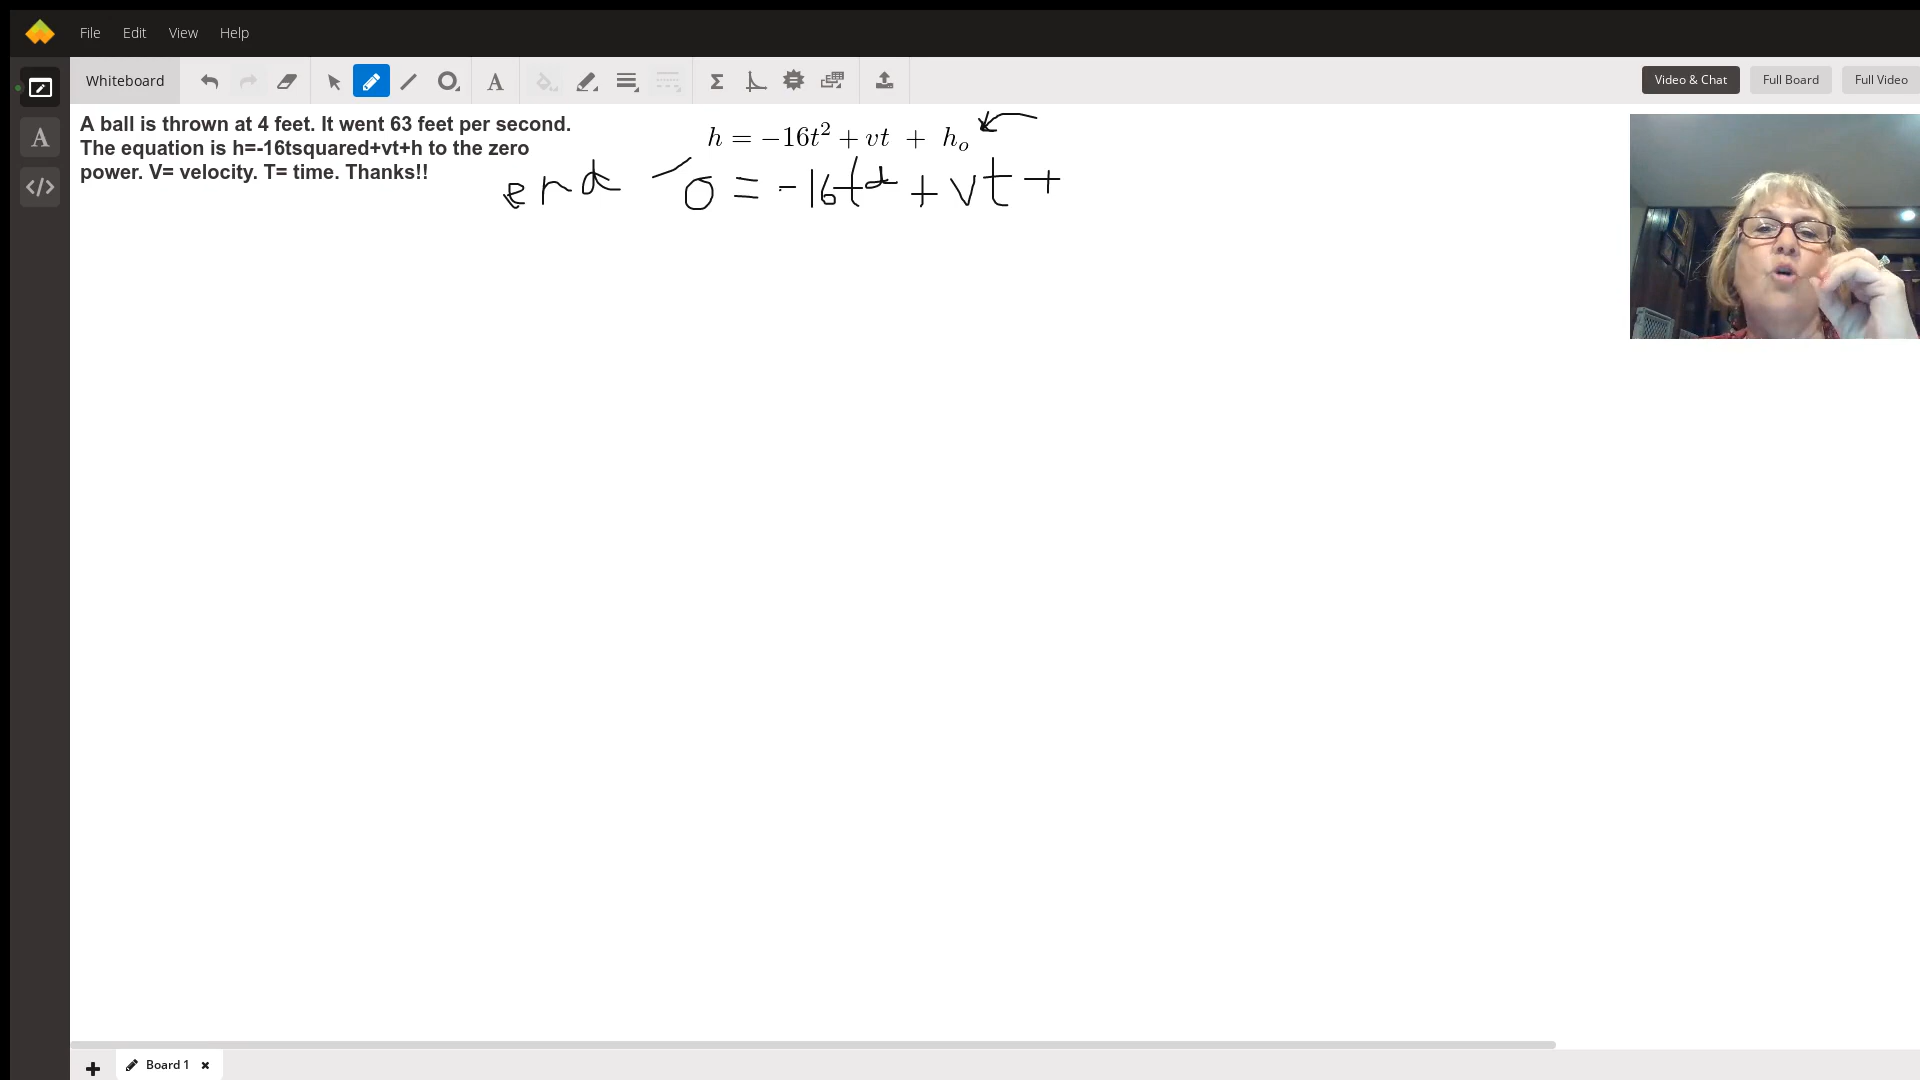 File Edit View Help
Whiteboard
A
Σ
Video & Chat
Full Board
Full Video
A
</>
A ball is thrown at 4 feet. It went 63 feet per second.
The equation is h=-16tsquared+vt+h to the zero
power. V= velocity. T= time. Thanks!!
h = −16t² + vt + hₒ
end 0 = -16t² + vt +
Board 1